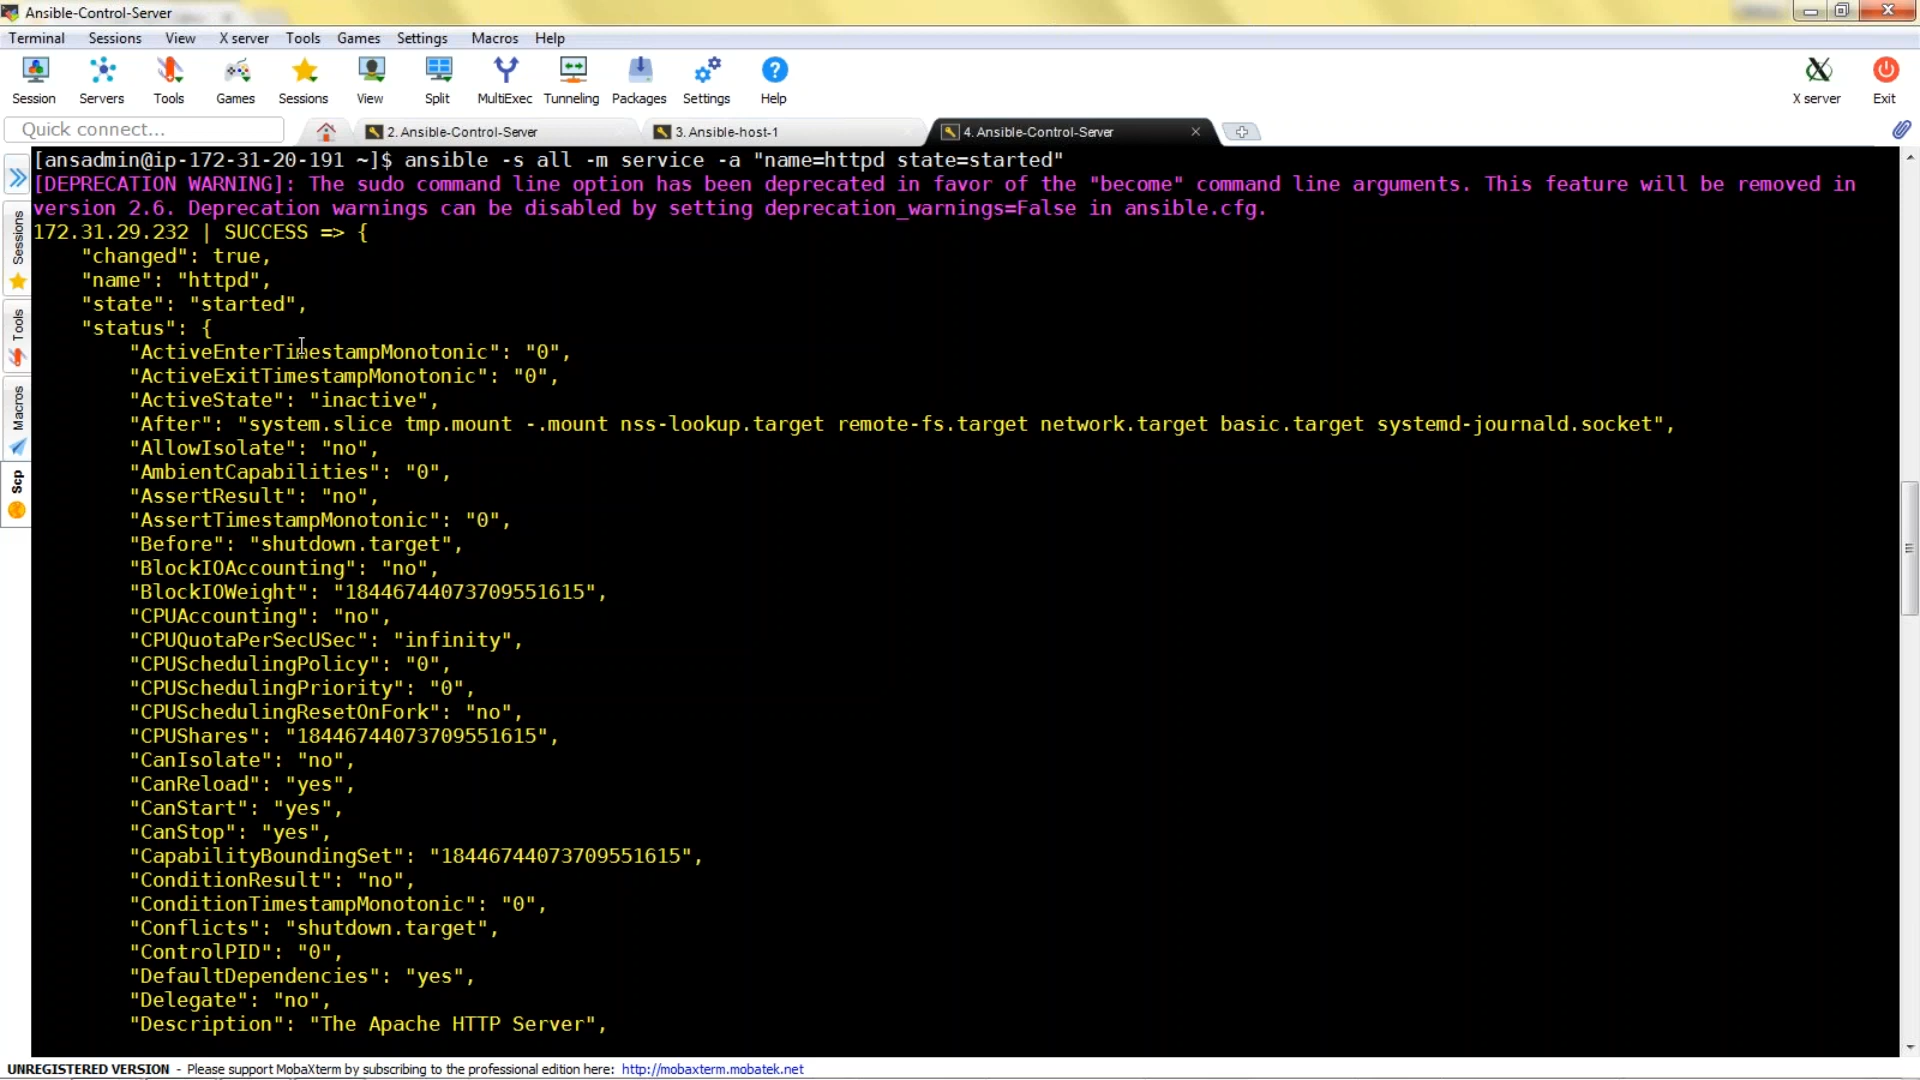 Ansible-Control-Server
Terminal Sessions View X server Tools Games Settings Macros Help
Session Servers Tools Games Sessions View Split MultiExec Tunneling Packages Settings Help X server Exit
Quick connect... 2. Ansible-Control-Server 3. Ansible-host-1 4. Ansible-Control-Server
Sessions
Tools
Macros
Scp
[ansadmin@ip-172-31-20-191 ~]$ ansible -s all -m service -a "name=httpd state=started"
[DEPRECATION WARNING]: The sudo command line option has been deprecated in favor of the "become" command line arguments. This feature will be removed in
version 2.6. Deprecation warnings can be disabled by setting deprecation_warnings=False in ansible.cfg.
172.31.29.232 | SUCCESS => {
    "changed": true,
    "name": "httpd",
    "state": "started",
    "status": {
        "ActiveEnterTimestampMonotonic": "0",
        "ActiveExitTimestampMonotonic": "0",
        "ActiveState": "inactive",
        "After": "system.slice tmp.mount -.mount nss-lookup.target remote-fs.target network.target basic.target systemd-journald.socket",
        "AllowIsolate": "no",
        "AmbientCapabilities": "0",
        "AssertResult": "no",
        "AssertTimestampMonotonic": "0",
        "Before": "shutdown.target",
        "BlockIOAccounting": "no",
        "BlockIOWeight": "18446744073709551615",
        "CPUAccounting": "no",
        "CPUQuotaPerSecUSec": "infinity",
        "CPUSchedulingPolicy": "0",
        "CPUSchedulingPriority": "0",
        "CPUSchedulingResetOnFork": "no",
        "CPUShares": "18446744073709551615",
        "CanIsolate": "no",
        "CanReload": "yes",
        "CanStart": "yes",
        "CanStop": "yes",
        "CapabilityBoundingSet": "18446744073709551615",
        "ConditionResult": "no",
        "ConditionTimestampMonotonic": "0",
        "Conflicts": "shutdown.target",
        "ControlPID": "0",
        "DefaultDependencies": "yes",
        "Delegate": "no",
        "Description": "The Apache HTTP Server",
UNREGISTERED VERSION - Please support MobaXterm by subscribing to the professional edition here: http://mobaxterm.mobatek.net